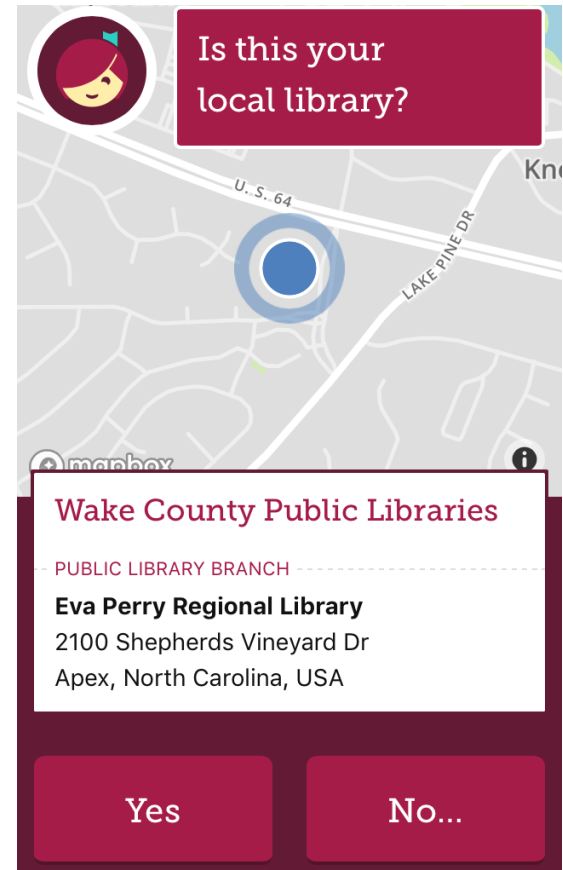 Is this your
local library?
Kn
U. S. 64
LAKE PINE DR
mapbox
Wake County Public Libraries
PUBLIC LIBRARY BRANCH
Eva Perry Regional Library
2100 Shepherds Vineyard Dr
Apex, North Carolina, USA
Yes
No...